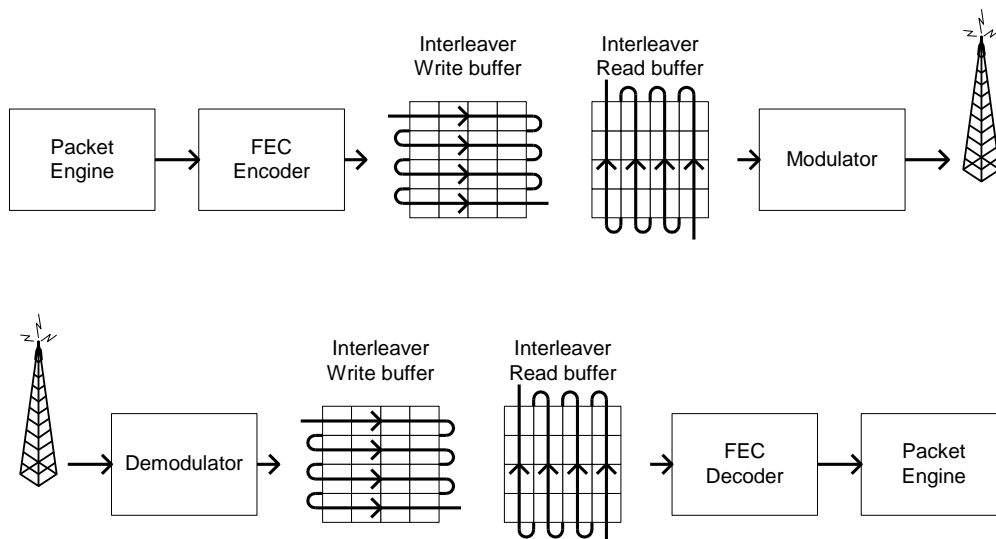 Interleaver
Write buffer
Interleaver
Read buffer
Packet
Engine
FEC
Encoder
Modulator
Interleaver
Write buffer
Interleaver
Read buffer
Demodulator
FEC
Decoder
Packet
Engine